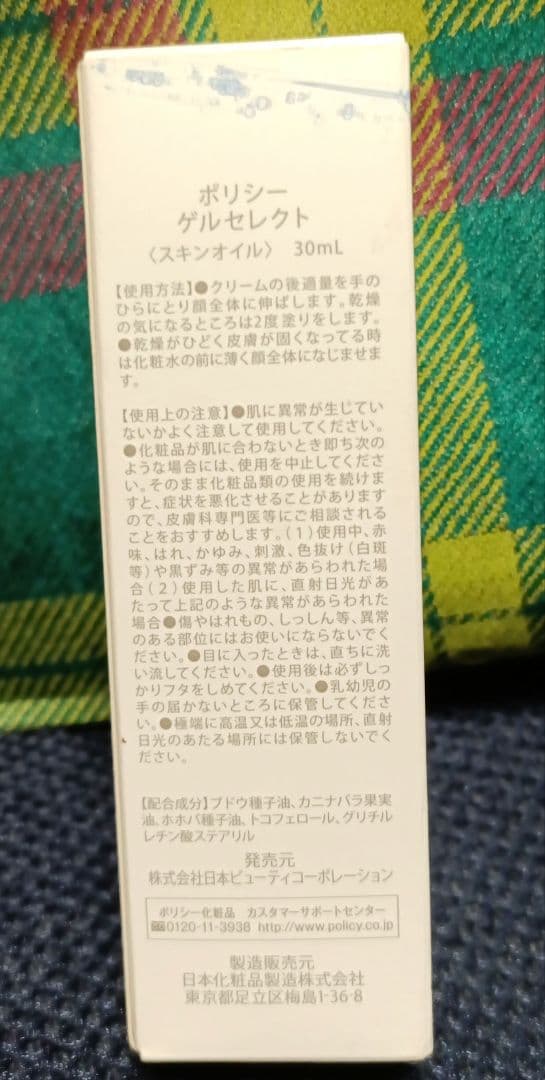 ポリシー
ゲルセレクト
〈スキンオイル〉 30mL
【使用方法】●クリームの後適量を手の
ひらにとり顔全体に伸ばします。乾燥
の気になるところは2度塗りをします。
●乾燥がひどく皮膚が固くなってる時
は化粧水の前に薄く顔全体になじませま
す。
【使用上の注意】●肌に異常が生じてい
ないかよく注意して使用してください。
●化粧品が肌に合わないとき即ち次の
ような場合には、使用を中止してくださ
い。そのまま化粧品類の使用を続けま
すと、症状を悪化させることがあります
ので、皮膚科専門医等にご相談される
ことをおすすめします。(1)使用中、赤
味、はれ、かゆみ、刺激、色抜け(白斑
等)や黒ずみ等の異常があらわれた場
合(2)使用した肌に、直射日光があ
たって上記のような異常があらわれた
場合●傷やはれもの、しっしん等、異常
のある部位にはお使いにならないでく
ださい。●目に入ったときは、直ちに洗
い流してください。●使用後は必ずしっ
かりフタをしめてください。●乳幼児の
手の届かないところに保管してくださ
い。●極端に高温又は低温の場所、直射
日光のあたる場所には保管しないでく
ださい。
【配合成分】ブドウ種子油、カニナバラ果実
油、ホホバ種子油、トコフェロール、グリチル
レチン酸ステアリル
発売元
株式会社日本ビューティコーポレーション
ポリシー化粧品 カスタマーサポートセンター
0120-11-3938 http://www.policy.co.jp
製造販売元
日本化粧品製造株式会社
東京都足立区梅島1-36-8